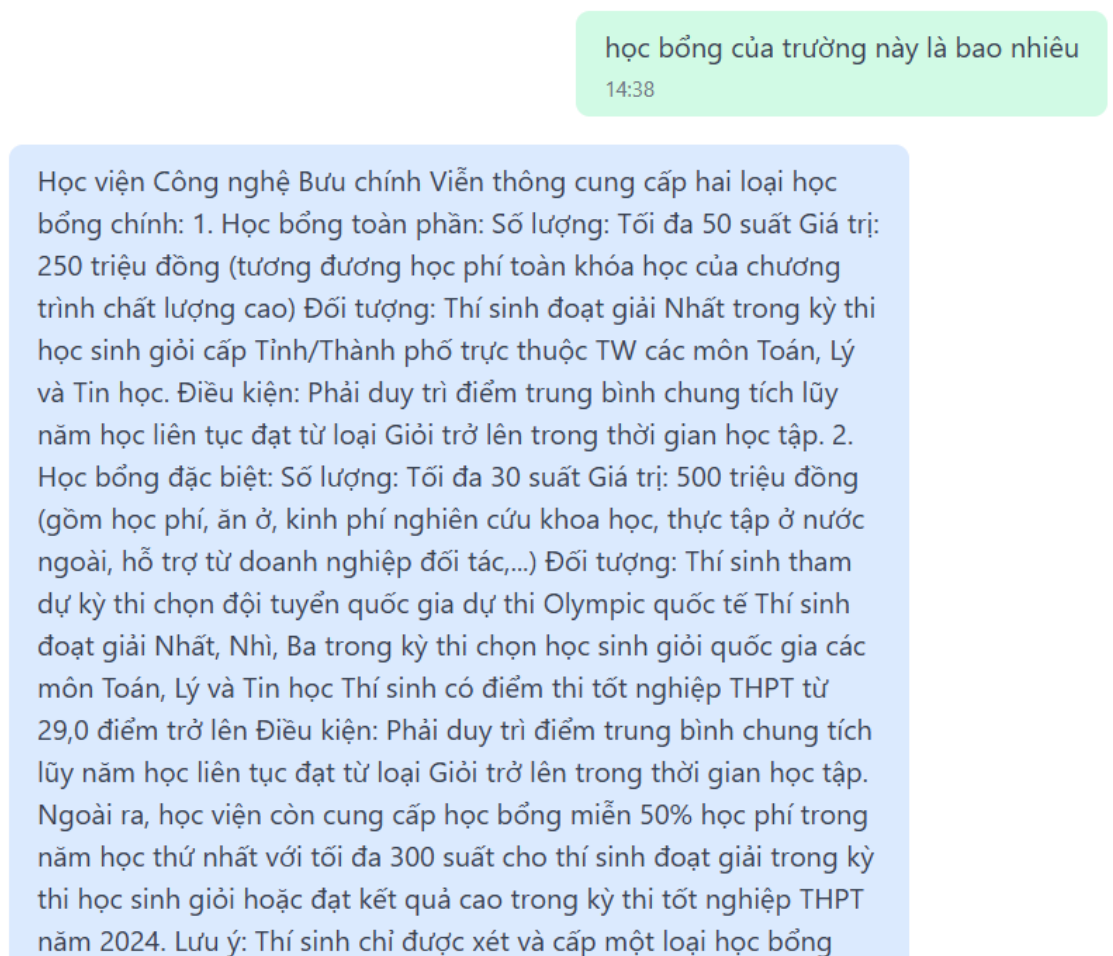 học bổng của trường này là bao nhiêu
14:38
Học viện Công nghệ Bưu chính Viễn thông cung cấp hai loại học
bổng chính: 1. Học bổng toàn phần: Số lượng: Tối đa 50 suất Giá trị:
250 triệu đồng (tương đương học phí toàn khóa học của chương
trình chất lượng cao) Đối tượng: Thí sinh đoạt giải Nhất trong kỳ thi
học sinh giỏi cấp Tỉnh/Thành phố trực thuộc TW các môn Toán, Lý
và Tin học. Điều kiện: Phải duy trì điểm trung bình chung tích lũy
năm học liên tục đạt từ loại Giỏi trở lên trong thời gian học tập. 2.
Học bổng đặc biệt: Số lượng: Tối đa 30 suất Giá trị: 500 triệu đồng
(gồm học phí, ăn ở, kinh phí nghiên cứu khoa học, thực tập ở nước
ngoài, hỗ trợ từ doanh nghiệp đối tác,...) Đối tượng: Thí sinh tham
dự kỳ thi chọn đội tuyển quốc gia dự thi Olympic quốc tế Thí sinh
đoạt giải Nhất, Nhì, Ba trong kỳ thi chọn học sinh giỏi quốc gia các
môn Toán, Lý và Tin học Thí sinh có điểm thi tốt nghiệp THPT từ
29,0 điểm trở lên Điều kiện: Phải duy trì điểm trung bình chung tích
lũy năm học liên tục đạt từ loại Giỏi trở lên trong thời gian học tập.
Ngoài ra, học viện còn cung cấp học bổng miễn 50% học phí trong
năm học thứ nhất với tối đa 300 suất cho thí sinh đoạt giải trong kỳ
thi học sinh giỏi hoặc đạt kết quả cao trong kỳ thi tốt nghiệp THPT
năm 2024. Lưu ý: Thí sinh chỉ được xét và cấp một loại học bổng